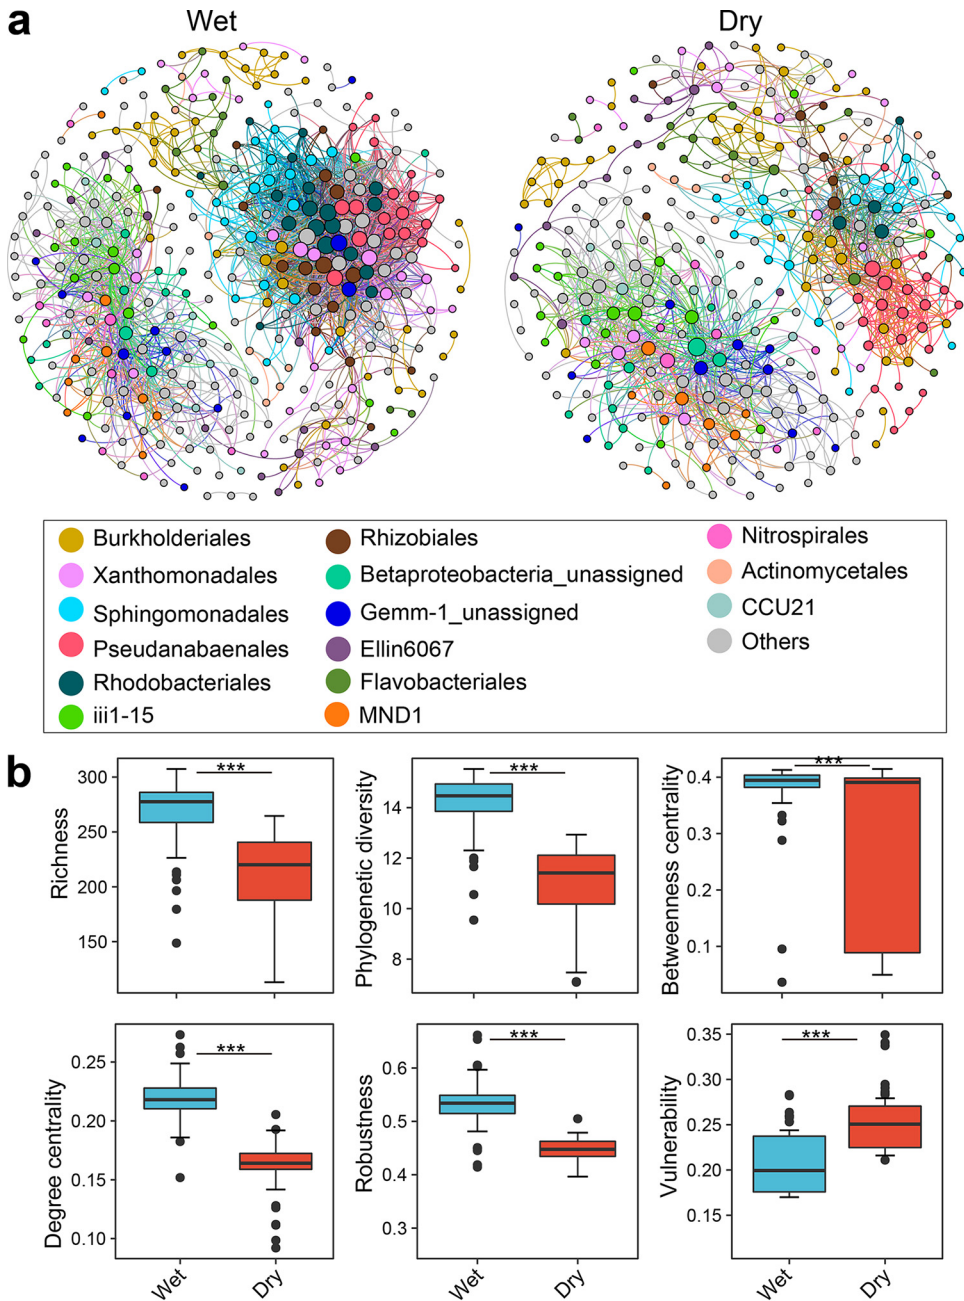 a
Wet Dry
Burkholderiales Rhizobiales Nitrospirales
Xanthomonadales Betaproteobacteria_unassigned Actinomycetales
Sphingomonadales Gemm-1_unassigned CCU21
Pseudanabaenales Ellin6067 Others
Rhodobacteriales Flavobacteriales
iii1-15 MND1
b
Richness
300
250
200
150
***
Phylogenetic diversity
14
12
10
8
***
Betweenness centrality
0.4
0.3
0.2
0.1
***
Degree centrality
0.25
0.20
0.15
0.10
***
Wet Dry
Robustness
0.6
0.5
0.4
0.3
***
Wet Dry
Vulnerability
0.35
0.30
0.25
0.20
0.15
***
Wet Dry